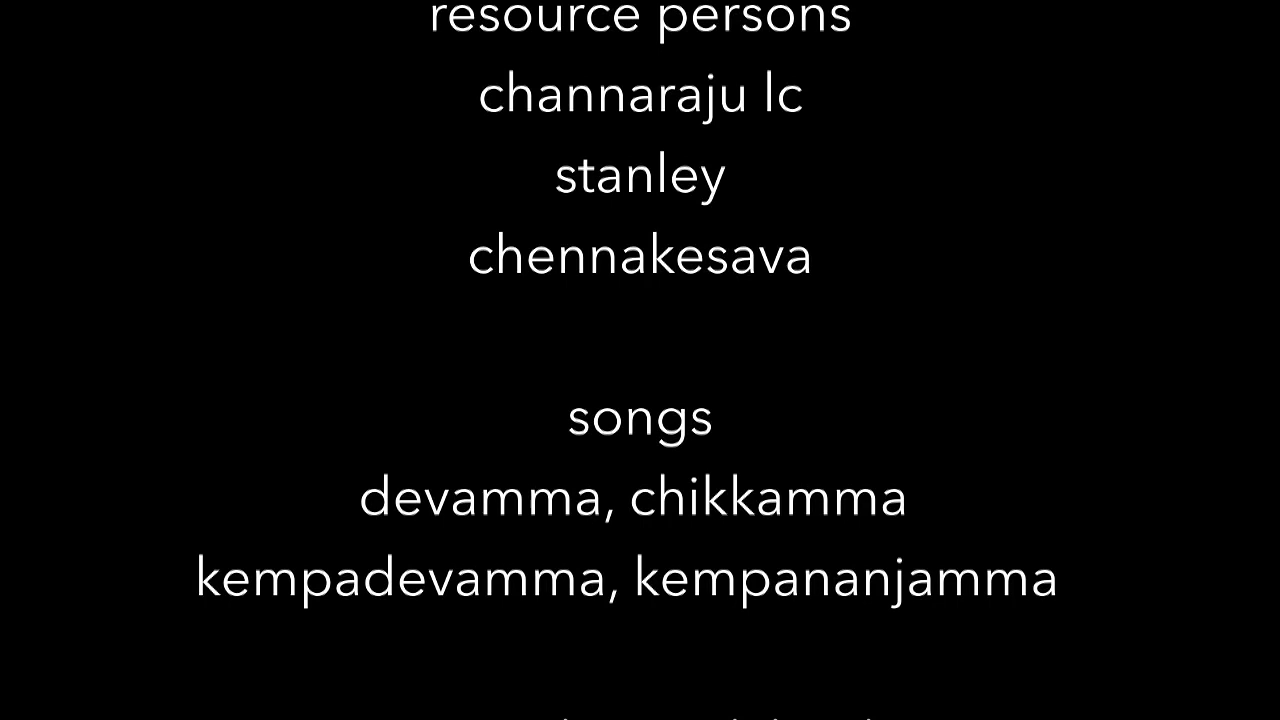 resource persons
channaraju lc
stanley
chennakesava
songs
devamma, chikkamma
kempadevamma, kempananjamma